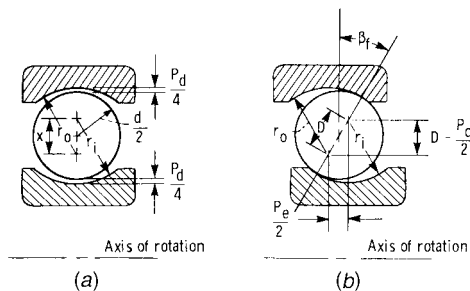 P_d/4
x
r_o
r_i
d/2
P_d/4
Axis of rotation
(a)
β_f
r_o
D
r_i
D - P_d/2
P_e/2
Axis of rotation
(b)